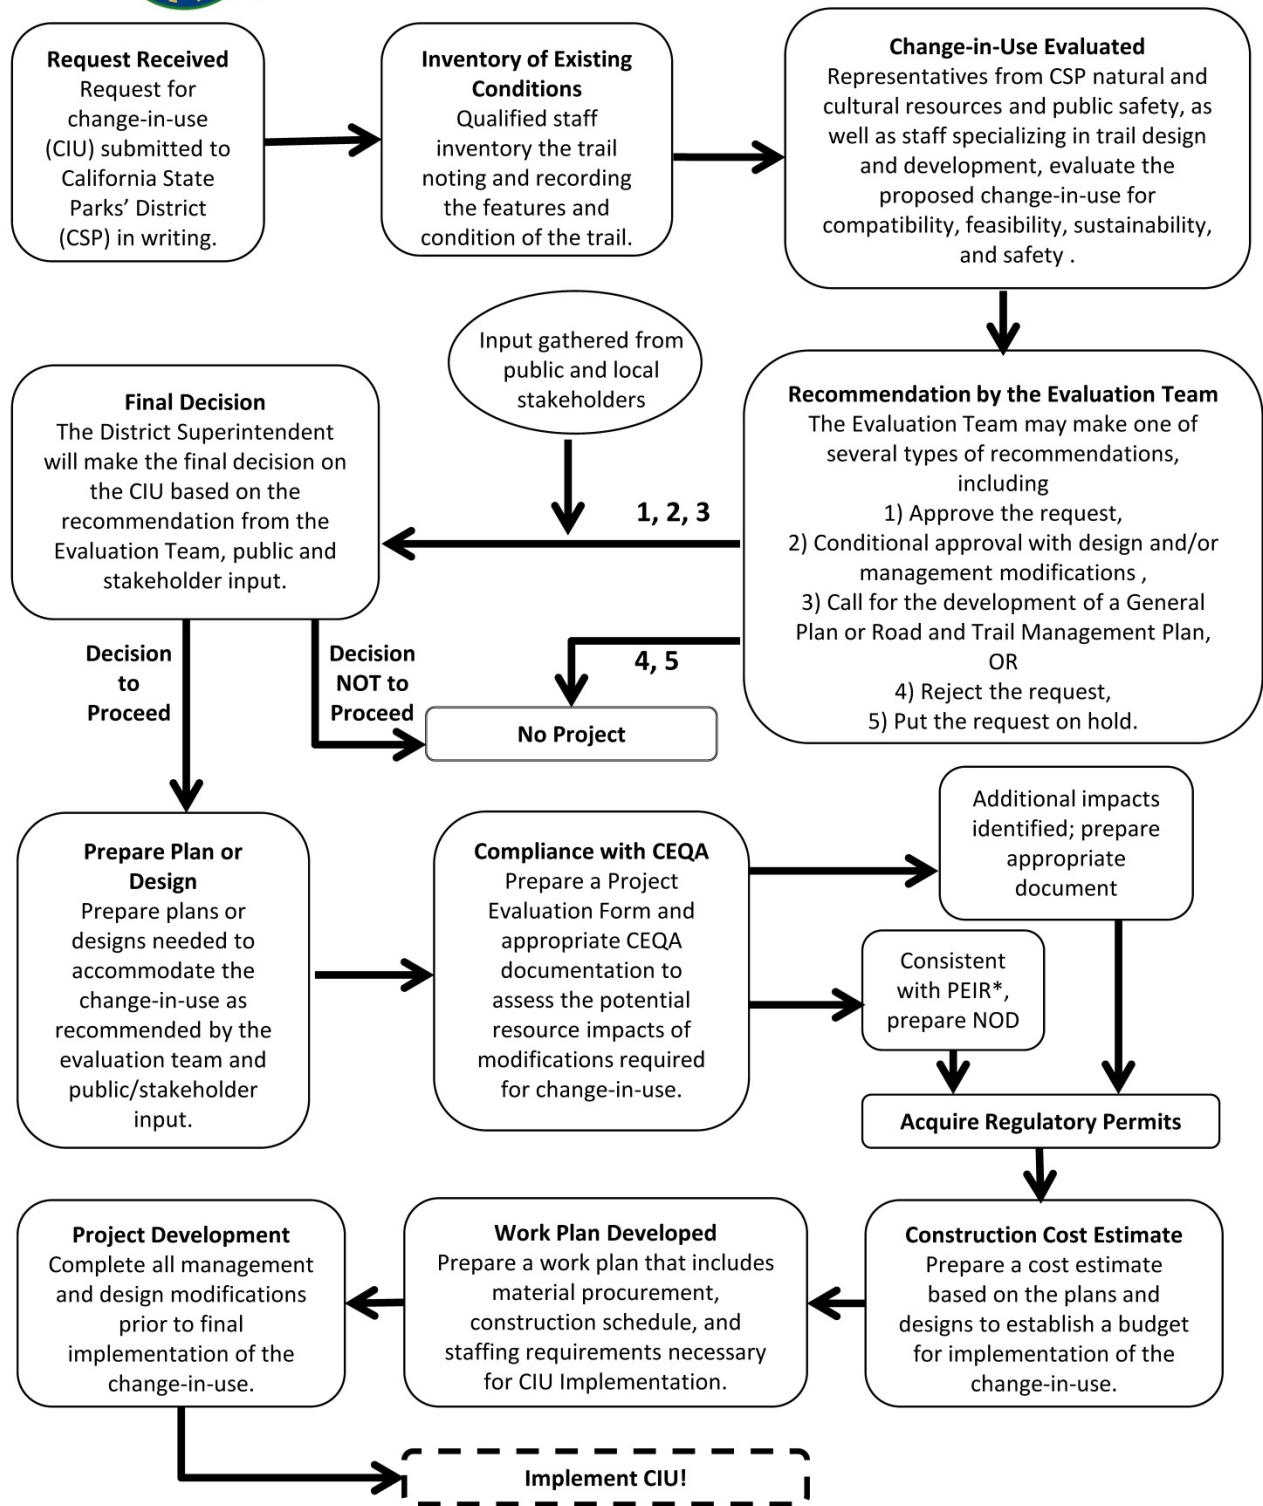 Request Received
Request for
change-in-use
(CIU) submitted to
California State
Parks’ District
(CSP) in writing.
Inventory of Existing
Conditions
Qualified staff
inventory the trail
noting and recording
the features and
condition of the trail.
Change-in-Use Evaluated
Representatives from CSP natural and
cultural resources and public safety, as
well as staff specializing in trail design
and development, evaluate the
proposed change-in-use for
compatibility, feasibility, sustainability,
and safety .
Input gathered from
public and local
stakeholders
Recommendation by the Evaluation Team
The Evaluation Team may make one of
several types of recommendations,
including
1) Approve the request,
2) Conditional approval with design and/or
management modifications ,
3) Call for the development of a General
Plan or Road and Trail Management Plan,
OR
4) Reject the request,
5) Put the request on hold.
1, 2, 3
4, 5
Final Decision
The District Superintendent
will make the final decision on
the CIU based on the
recommendation from the
Evaluation Team, public and
stakeholder input.
Decision
to
Proceed
Decision
NOT to
Proceed
No Project
Prepare Plan or
Design
Prepare plans or
designs needed to
accommodate the
change-in-use as
recommended by the
evaluation team and
public/stakeholder
input.
Compliance with CEQA
Prepare a Project
Evaluation Form and
appropriate CEQA
documentation to
assess the potential
resource impacts of
modifications required
for change-in-use.
Additional impacts
identified; prepare
appropriate
document
Consistent
with PEIR*,
prepare NOD
Acquire Regulatory Permits
Construction Cost Estimate
Prepare a cost estimate
based on the plans and
designs to establish a budget
for implementation of the
change-in-use.
Work Plan Developed
Prepare a work plan that includes
material procurement,
construction schedule, and
staffing requirements necessary
for CIU Implementation.
Project Development
Complete all management
and design modifications
prior to final
implementation of the
change-in-use.
Implement CIU!